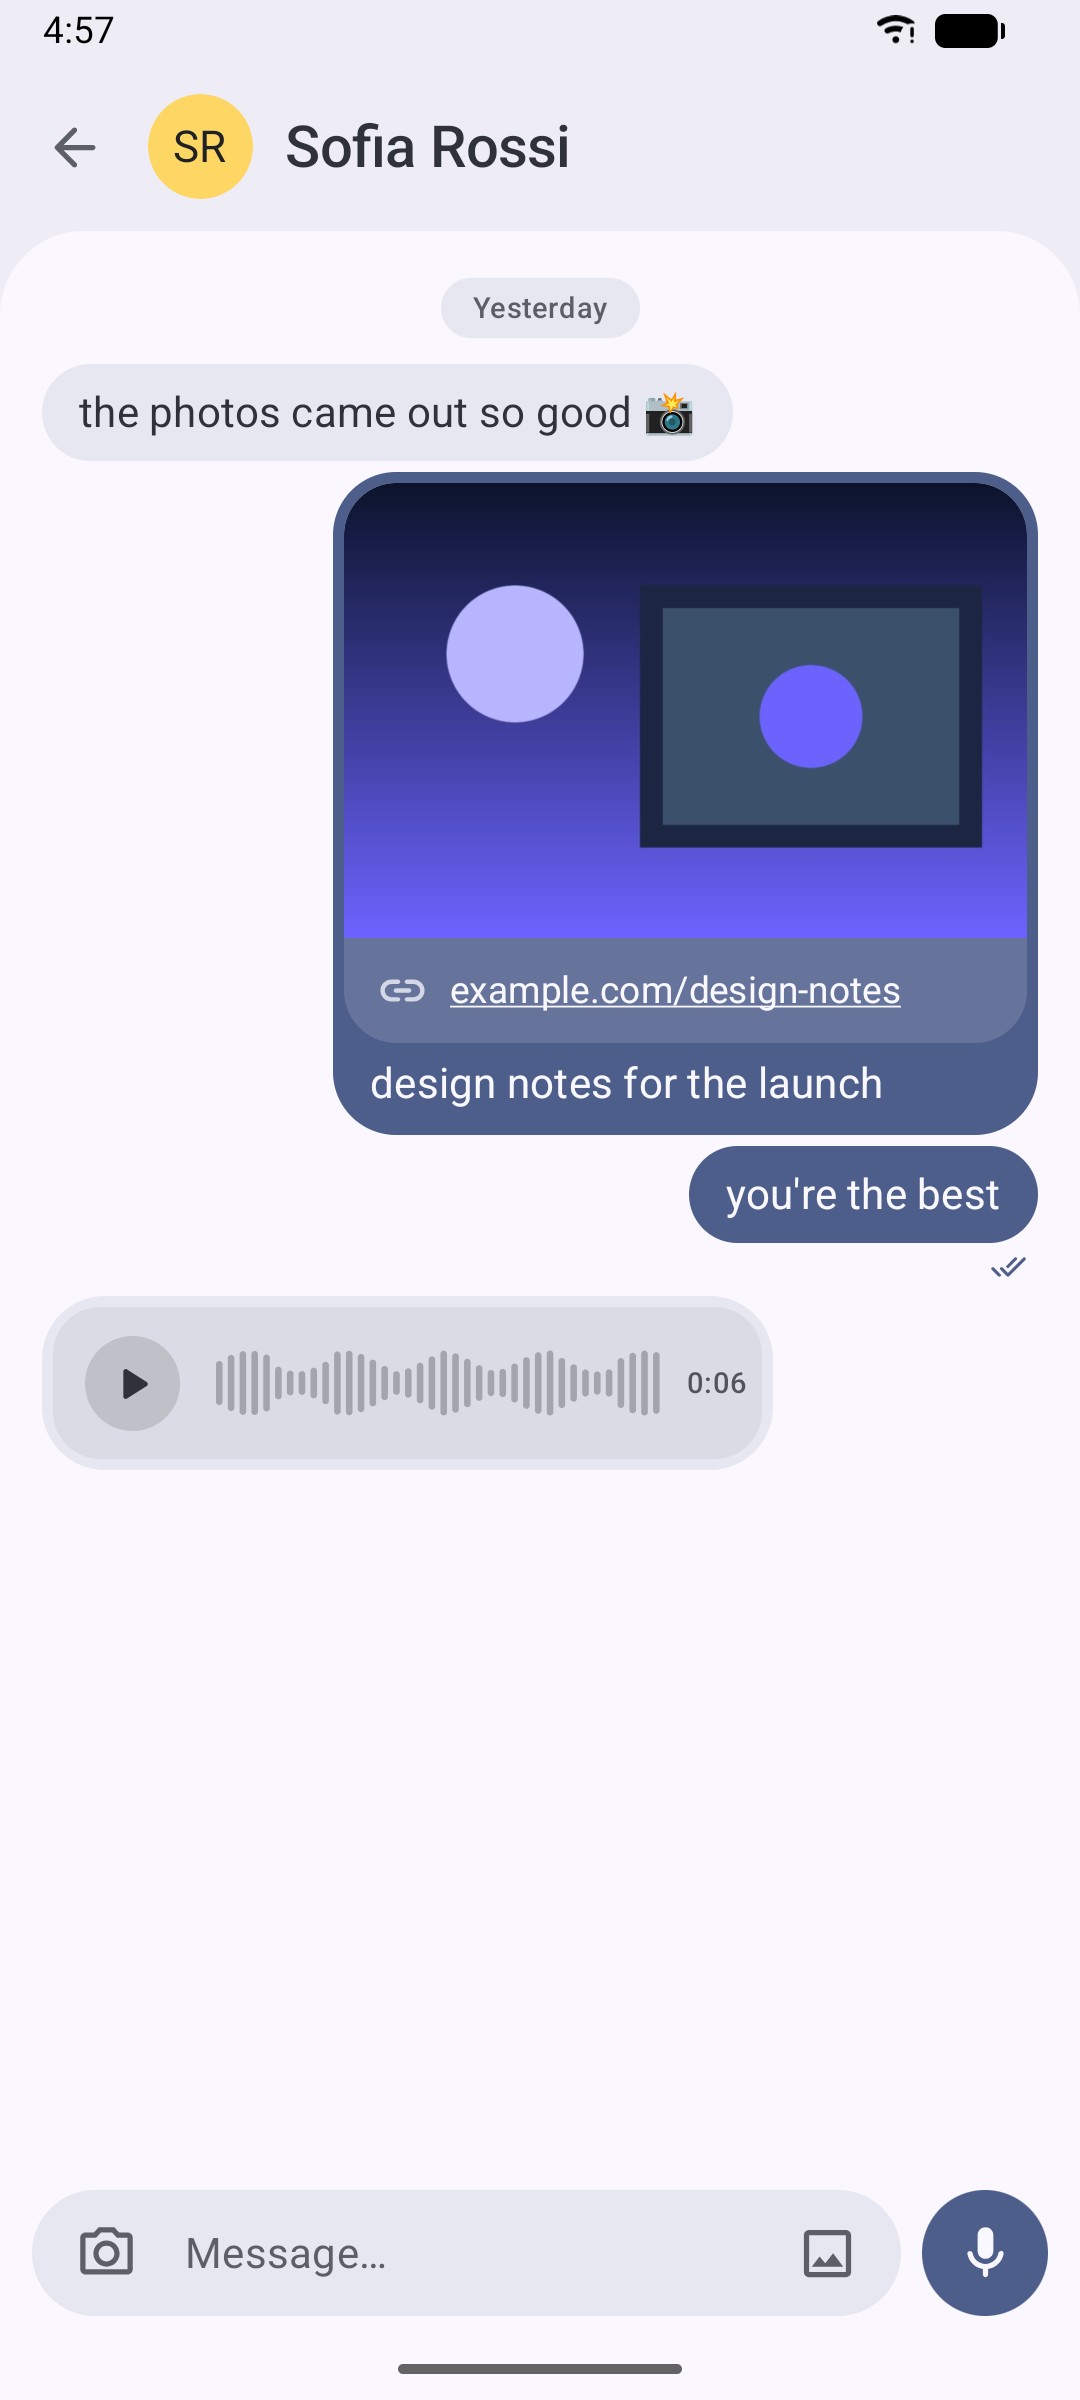 4:57
SR
Sofia Rossi
Yesterday
the photos came out so good 📸
example.com/design-notes
design notes for the launch
you're the best
0:06
Message…